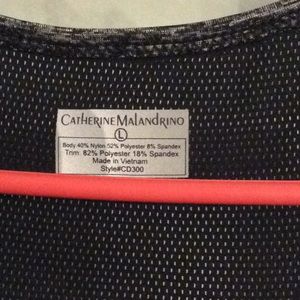 CATHERINE MALANDRINO
L
Body 40% Nylon 52% Polyester 8% Spandex
Trim: 82% Polyester 18% Spandex
Made in Vietnam
Style#CD300